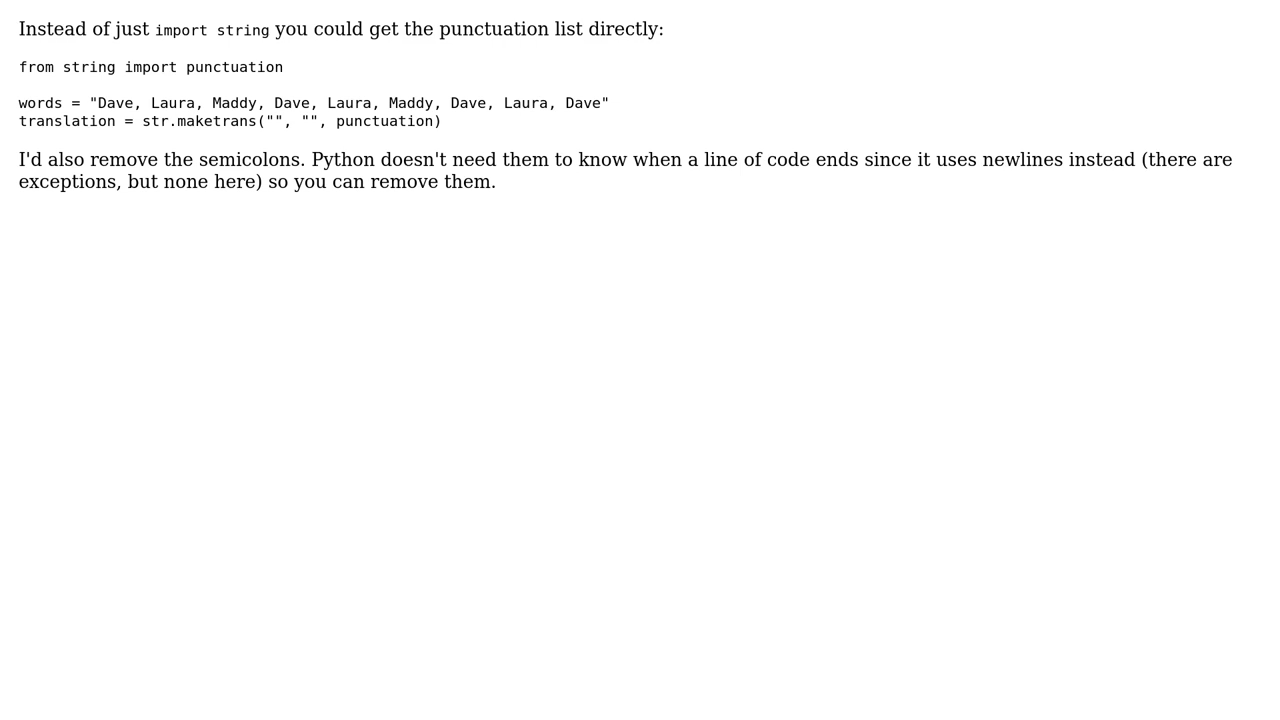 Instead of just import string you could get the punctuation list directly:
from string import punctuation
words = "Dave, Laura, Maddy, Dave, Laura, Maddy, Dave, Laura, Dave"
translation = str.maketrans("", "", punctuation)
I'd also remove the semicolons. Python doesn't need them to know when a line of code ends since it uses newlines instead (there are
exceptions, but none here) so you can remove them.